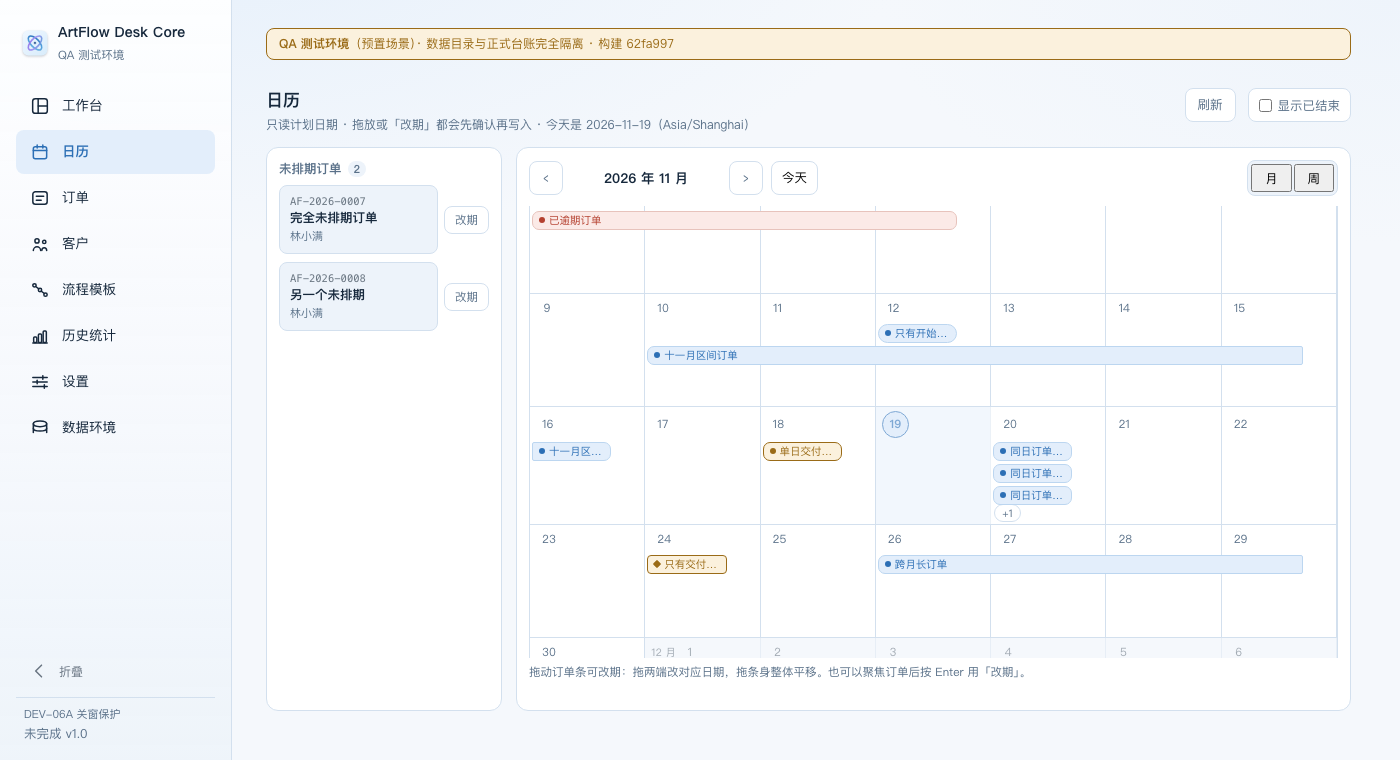 ArtFlow Desk Core
QA 测试环境
工作台
日历
订单
客户
流程模板
历史统计
设置
数据环境
折叠
DEV-06A 关窗保护
未完成 v1.0
QA 测试环境（预置场景）· 数据目录与正式台账完全隔离 · 构建 62fa997
日历
只读计划日期 · 拖放或「改期」都会先确认再写入 · 今天是 2026-11-19（Asia/Shanghai）
刷新
显示已结束
未排期订单 2
AF-2026-0007
完全未排期订单
林小满
改期
AF-2026-0008
另一个未排期
林小满
改期
‹ 2026 年 11 月 › 今天 月 周
已逾期订单
9 10 11 12 13 14 15
只有开始…
十一月区间订单
16 17 18 19 20 21 22
十一月区… 单日交付… 同日订单…
同日订单…
同日订单…
+1
23 24 25 26 27 28 29
只有交付… 跨月长订单
30 12 月 1 2 3 4 5 6
拖动订单条可改期：拖两端改对应日期，拖条身整体平移。也可以聚焦订单后按 Enter 用「改期」。